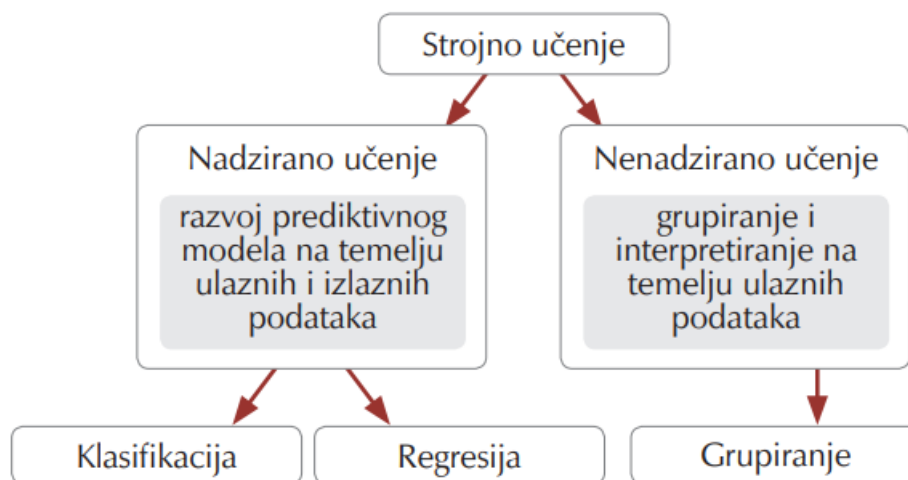 Strojno učenje
Nadzirano učenje
razvoj prediktivnog
modela na temelju
ulaznih i izlaznih
podataka
Nenadzirano učenje
grupiranje i
interpretiranje na
temelju ulaznih
podataka
Klasifikacija
Regresija
Grupiranje